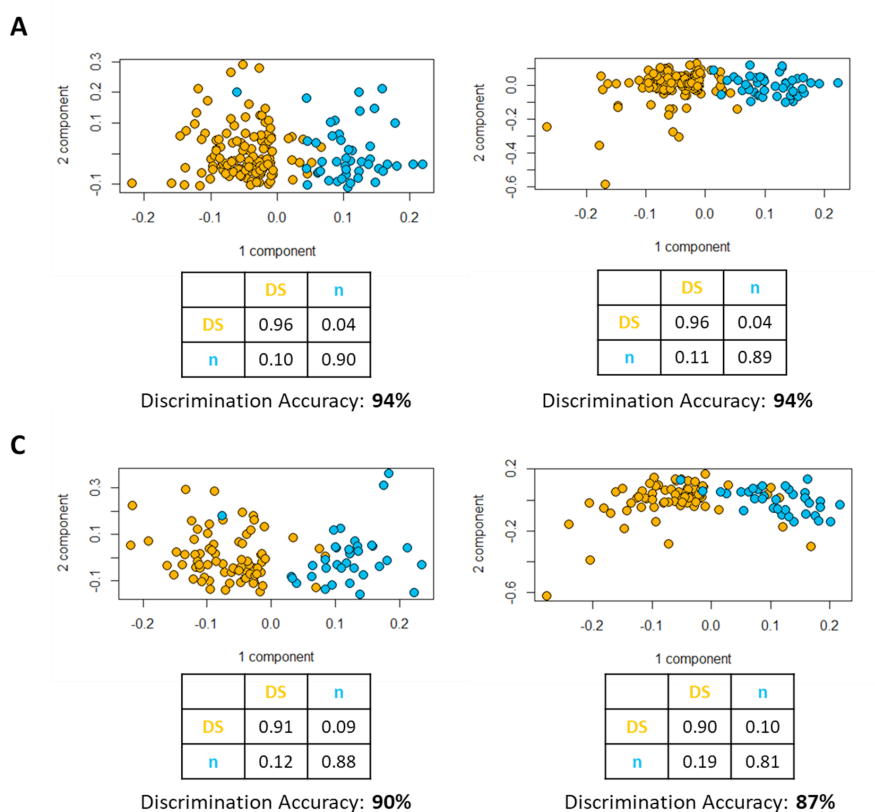 A
2 component
0.3
0.2
0.1
-0.1
-0.2 -0.1 0.0 0.1 0.2
1 component
DS n
DS 0.96 0.04
n 0.10 0.90
Discrimination Accuracy: 94%
2 component
0.0
-0.2
-0.4
-0.6
-0.2 -0.1 0.0 0.1 0.2
1 component
DS n
DS 0.96 0.04
n 0.11 0.89
Discrimination Accuracy: 94%
C
2 component
0.3
0.1
-0.1
-0.2 -0.1 0.0 0.1 0.2
1 component
DS n
DS 0.91 0.09
n 0.12 0.88
Discrimination Accuracy: 90%
2 component
0.2
-0.2
-0.6
-0.2 -0.1 0.0 0.1 0.2
1 component
DS n
DS 0.90 0.10
n 0.19 0.81
Discrimination Accuracy: 87%